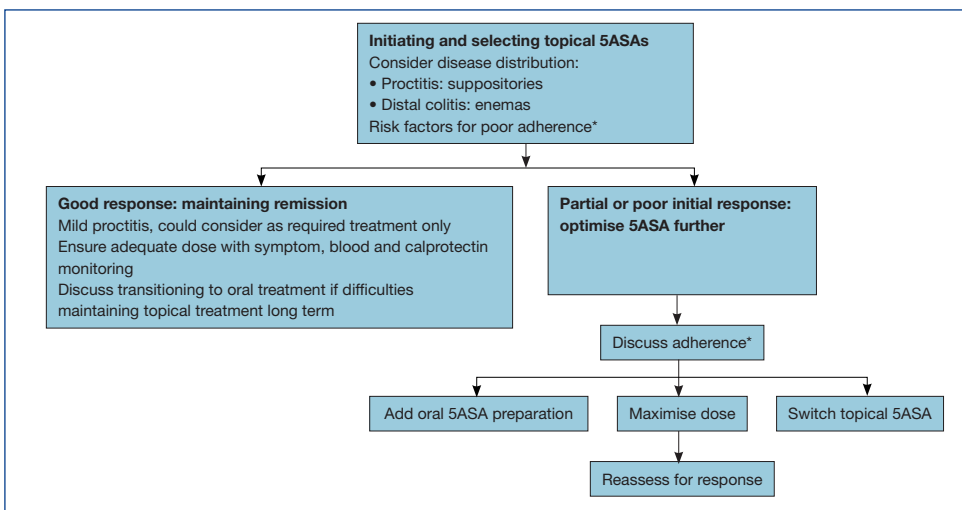 Initiating and selecting topical 5ASAs
Consider disease distribution:
• Proctitis: suppositories
• Distal colitis: enemas
Risk factors for poor adherence*
Good response: maintaining remission
Mild proctitis, could consider as required treatment only
Ensure adequate dose with symptom, blood and calprotectin
monitoring
Discuss transitioning to oral treatment if difficulties
maintaining topical treatment long term
Partial or poor initial response:
optimise 5ASA further
Discuss adherence*
Add oral 5ASA preparation
Maximise dose
Switch topical 5ASA
Reassess for response